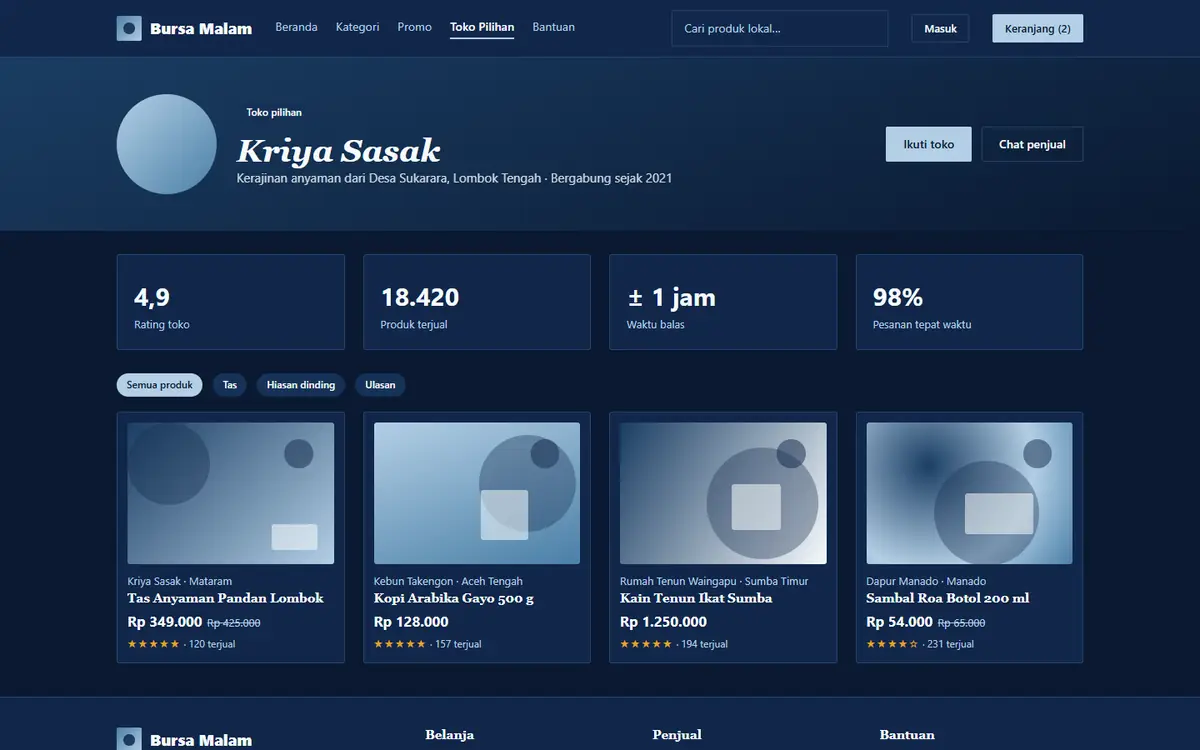 Bursa Malam
Beranda Kategori Promo Toko Pilihan Bantuan
Cari produk lokal...
Masuk
Keranjang (2)
Toko pilihan
Kriya Sasak
Kerajinan anyaman dari Desa Sukarara, Lombok Tengah · Bergabung sejak 2021
Ikuti toko
Chat penjual
4,9
Rating toko
18.420
Produk terjual
± 1 jam
Waktu balas
98%
Pesanan tepat waktu
Semua produk Tas Hiasan dinding Ulasan
Kriya Sasak · Mataram
Tas Anyaman Pandan Lombok
Rp 349.000 Rp 425.000
★★★★★ · 120 terjual
Kebun Takengon · Aceh Tengah
Kopi Arabika Gayo 500 g
Rp 128.000
★★★★★ · 157 terjual
Rumah Tenun Waingapu · Sumba Timur
Kain Tenun Ikat Sumba
Rp 1.250.000
★★★★★ · 194 terjual
Dapur Manado · Manado
Sambal Roa Botol 200 ml
Rp 54.000 Rp 65.000
★★★★☆ · 231 terjual
Bursa Malam
Belanja
Penjual
Bantuan